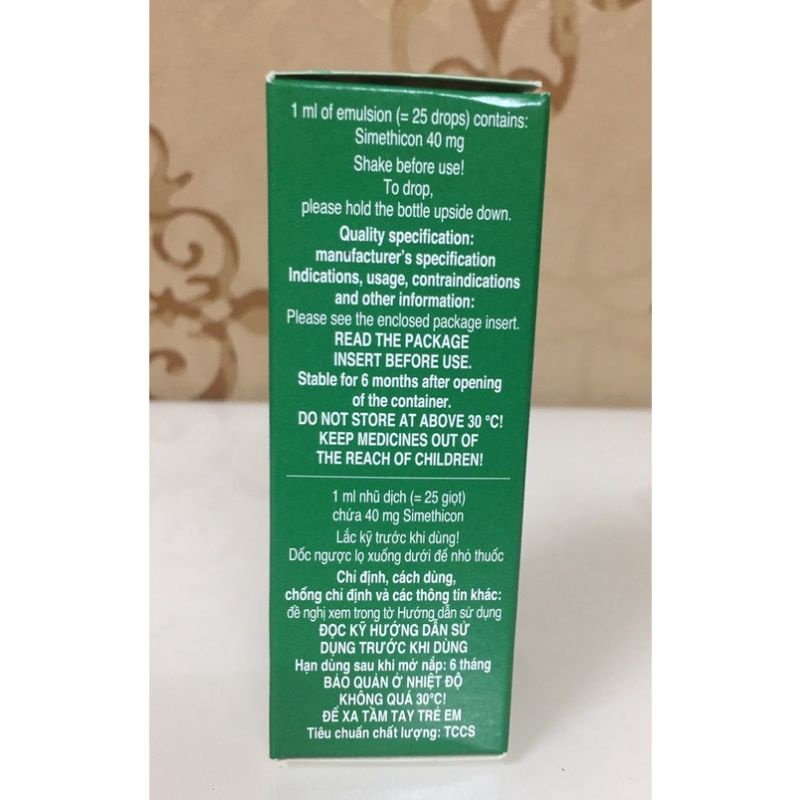 1 ml of emulsion (= 25 drops) contains:
Simethicon 40 mg
Shake before use!
To drop,
please hold the bottle upside down.
Quality specification:
manufacturer's specification
Indications, usage, contraindications
and other information:
Please see the enclosed package insert.
READ THE PACKAGE
INSERT BEFORE USE.
Stable for 6 months after opening
of the container.
DO NOT STORE AT ABOVE 30 °C!
KEEP MEDICINES OUT OF
THE REACH OF CHILDREN!
1 ml nhũ dịch (= 25 giọt)
chứa 40 mg Simethicon
Lắc kỹ trước khi dùng!
Dốc ngược lọ xuống dưới để nhỏ thuốc
Chỉ định, cách dùng,
chống chỉ định và các thông tin khác:
đề nghị xem trong tờ Hướng dẫn sử dụng
ĐỌC KỸ HƯỚNG DẪN SỬ
DỤNG TRƯỚC KHI DÙNG
Hạn dùng sau khi mở nắp: 6 tháng
BẢO QUẢN Ở NHIỆT ĐỘ
KHÔNG QUÁ 30°C!
ĐỂ XA TẦM TAY TRẺ EM
Tiêu chuẩn chất lượng: TCCS